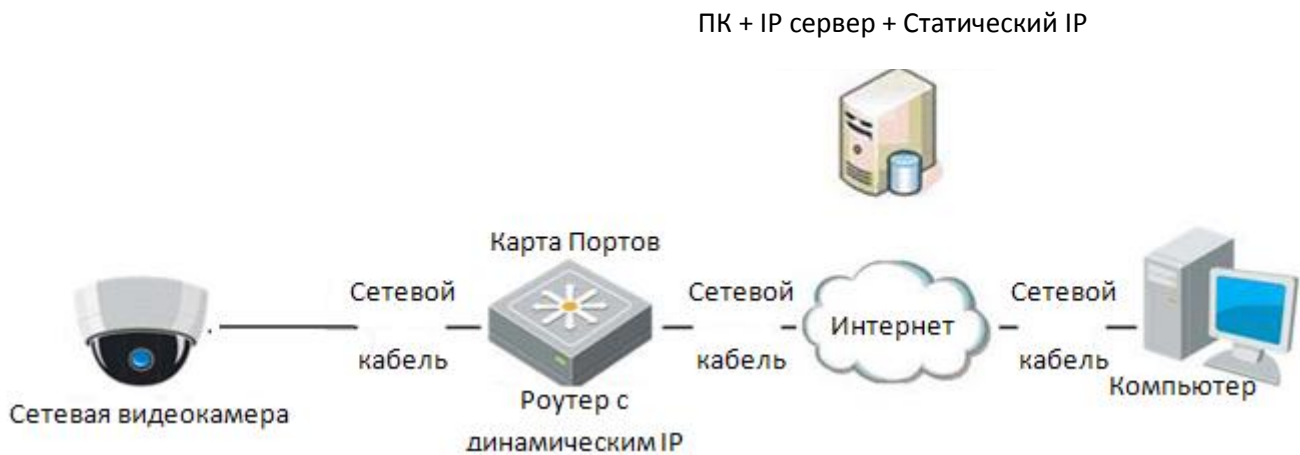 ПК + IP сервер + Статический IP
Карта Портов
Сетевой
кабель
Сетевой
кабель
Интернет
Сетевой
кабель
Сетевая видеокамера
Роутер с
динамическим IP
Компьютер